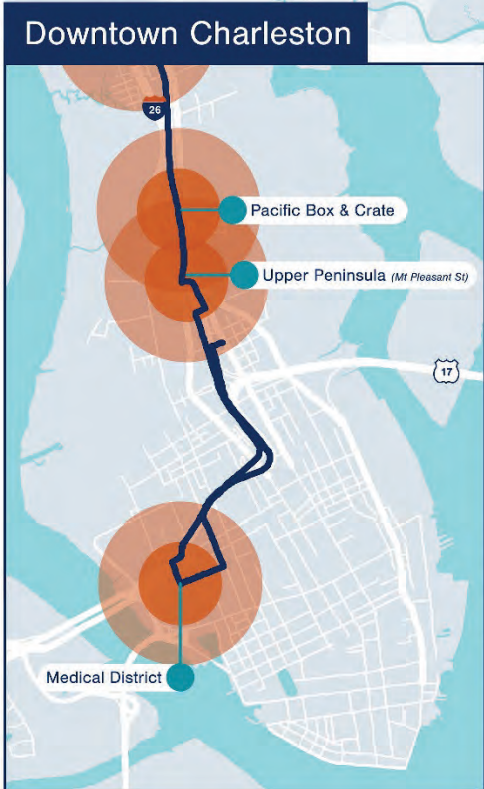 Downtown Charleston
26
Pacific Box & Crate
Upper Peninsula (Mt Pleasant St)
17
Medical District